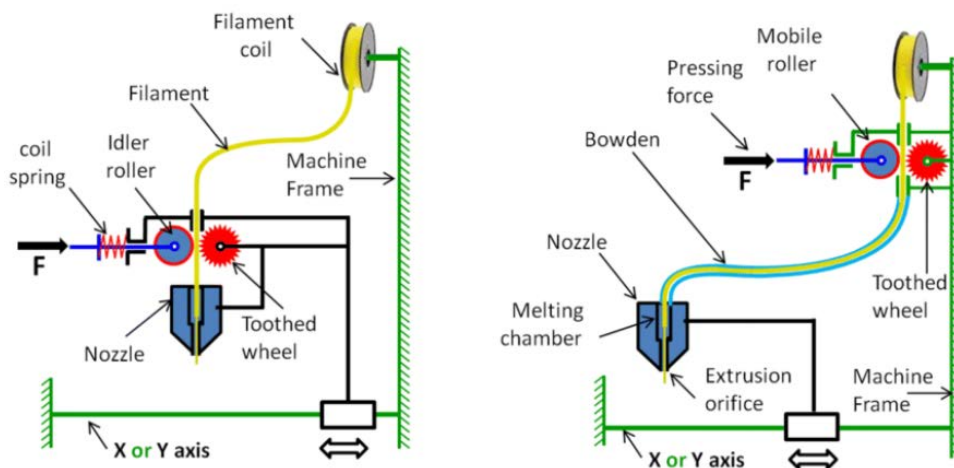 Filament
coil
Filament
Idler
roller
coil
spring
Machine
Frame
F
Nozzle
Toothed
wheel
X or Y axis
Mobile
roller
Pressing
force
Bowden
F
Nozzle
Toothed
wheel
Melting
chamber
Extrusion
orifice
Machine
Frame
X or Y axis